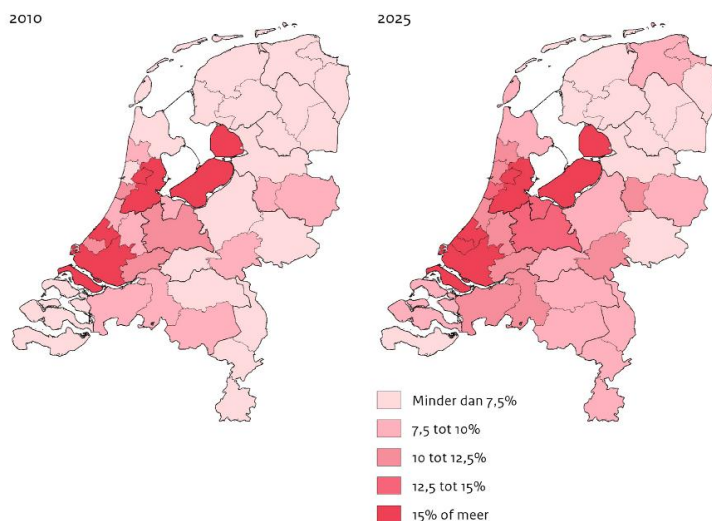 2010
2025
Minder dan 7,5%
7,5 tot 10%
10 tot 12,5%
12,5 tot 15%
15% of meer